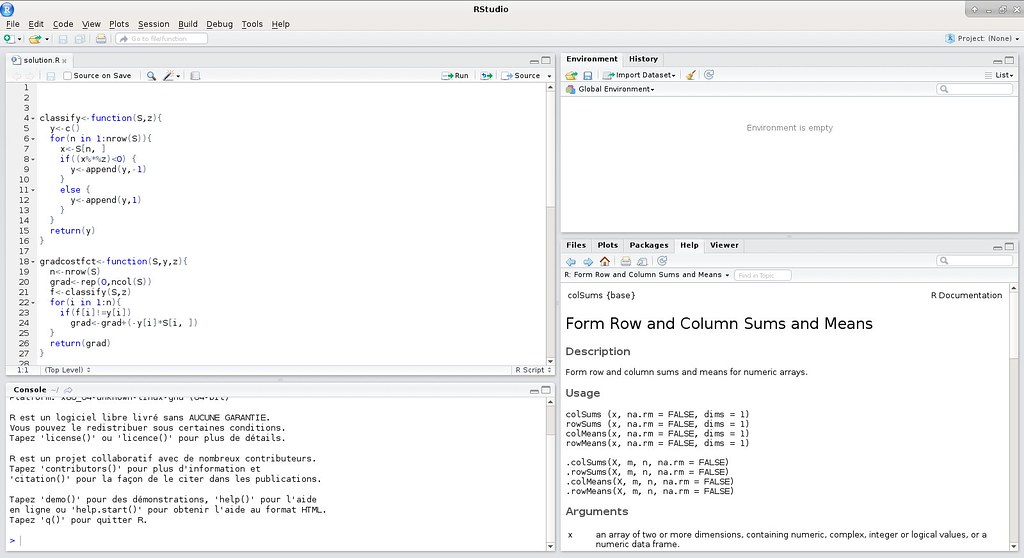 RStudio
File Edit Code View Plots Session Build Debug Tools Help
Go to file/function
Project: (None)
solution.R
Source on Save
Run
Source
1
2
3
4 classify<-function(S,z){
5 y<-c()
6 for(n in 1:nrow(S)){
7 x<-S[n, ]
8 if((x%*%z)<0) {
9 y<-append(y,-1)
10 }
11 else {
12 y<-append(y,1)
13 }
14 }
15 return(y)
16 }
17
18 gradcostfct<-function(S,y,z){
19 n<-nrow(S)
20 grad<-rep(0,ncol(S))
21 f<-classify(S,z)
22 for(i in 1:n){
23 if(f[i]!=y[i])
24 grad<-grad+(-y[i]*S[i, ])
25 }
26 return(grad)
27 }
28
1:1 (Top Level) R Script
Console ~/
Platform: x86_64-unknown-linux-gnu (64-bit)
R est un logiciel libre livré sans AUCUNE GARANTIE.
Vous pouvez le redistribuer sous certaines conditions.
Tapez 'license()' ou 'licence()' pour plus de détails.
R est un projet collaboratif avec de nombreux contributeurs.
Tapez 'contributors()' pour plus d'information et
'citation()' pour la façon de le citer dans les publications.
Tapez 'demo()' pour des démonstrations, 'help()' pour l'aide
en ligne ou 'help.start()' pour obtenir l'aide au format HTML.
Tapez 'q()' pour quitter R.
>
Environment History
Import Dataset
List
Global Environment
Environment is empty
Files Plots Packages Help Viewer
R: Form Row and Column Sums and Means
Find in Topic
colSums {base} R Documentation
Form Row and Column Sums and Means
Description
Form row and column sums and means for numeric arrays.
Usage
colSums (x, na.rm = FALSE, dims = 1)
rowSums (x, na.rm = FALSE, dims = 1)
colMeans(x, na.rm = FALSE, dims = 1)
rowMeans(x, na.rm = FALSE, dims = 1)
.colSums(X, m, n, na.rm = FALSE)
.rowSums(X, m, n, na.rm = FALSE)
.colMeans(X, m, n, na.rm = FALSE)
.rowMeans(X, m, n, na.rm = FALSE)
Arguments
x an array of two or more dimensions, containing numeric, complex, integer or logical values, or a
numeric data frame.